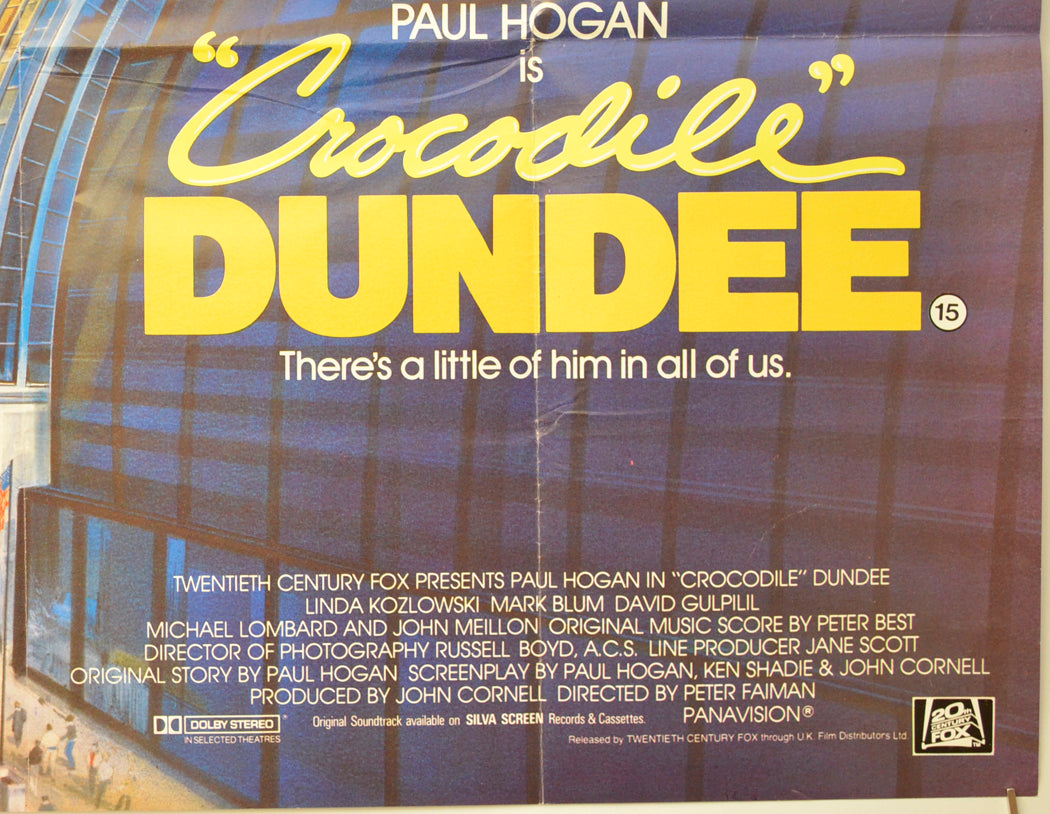 PAUL HOGAN
is
“Crocodile”
DUNDEE
15
There's a little of him in all of us.
TWENTIETH CENTURY FOX PRESENTS PAUL HOGAN IN “CROCODILE” DUNDEE
LINDA KOZLOWSKI MARK BLUM DAVID GULPILIL
MICHAEL LOMBARD AND JOHN MEILLON ORIGINAL MUSIC SCORE BY PETER BEST
DIRECTOR OF PHOTOGRAPHY RUSSELL BOYD, A.C.S. LINE PRODUCER JANE SCOTT
ORIGINAL STORY BY PAUL HOGAN SCREENPLAY BY PAUL HOGAN, KEN SHADIE & JOHN CORNELL
PRODUCED BY JOHN CORNELL DIRECTED BY PETER FAIMAN
DOLBY STEREO
IN SELECTED THEATRES
Original Soundtrack available on SILVA SCREEN Records & Cassettes.
PANAVISION®
Released by TWENTIETH CENTURY FOX through U.K. Film Distributors Ltd.
20th
CENTURY
FOX
TM